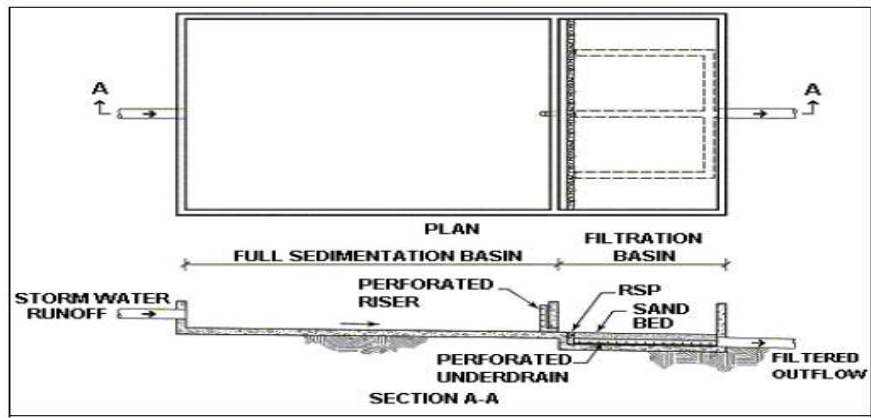 A
A
PLAN
FULL SEDIMENTATION BASIN
FILTRATION
BASIN
STORM WATER
RUNOFF
PERFORATED
RISER
RSP
SAND
BED
PERFORATED
UNDERDRAIN
FILTERED
OUTFLOW
SECTION A-A